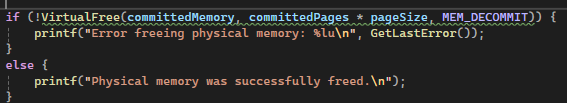 if (!VirtualFree(committedMemory, committedPages * pageSize, MEM_DECOMMIT)) {
    printf("Error freeing physical memory: %lu\n", GetLastError());
}
else {
    printf("Physical memory was successfully freed.\n");
}